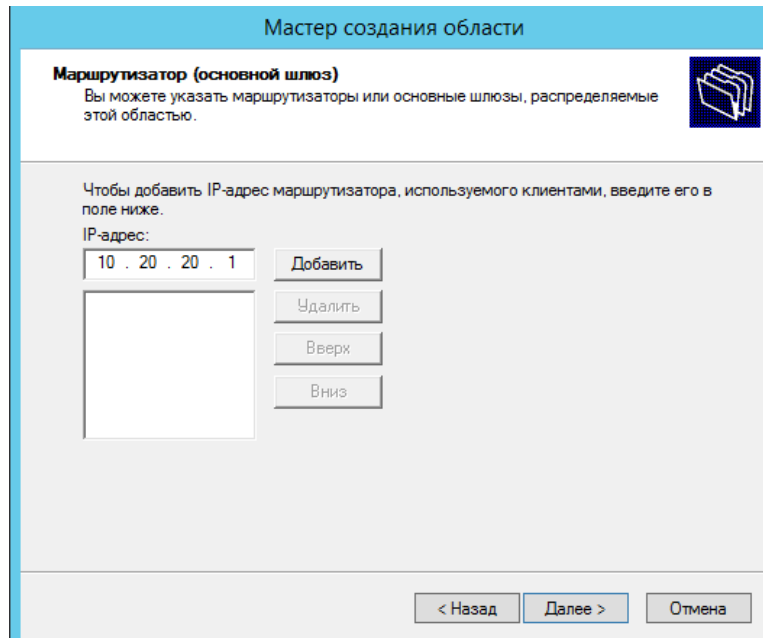 Мастер создания области
Маршрутизатор (основной шлюз)
Вы можете указать маршрутизаторы или основные шлюзы, распределяемые
этой областью.
Чтобы добавить IP-адрес маршрутизатора, используемого клиентами, введите его в
поле ниже.
IP-адрес:
10 . 20 . 20 . 1
Добавить
Удалить
Вверх
Вниз
< Назад
Далее >
Отмена